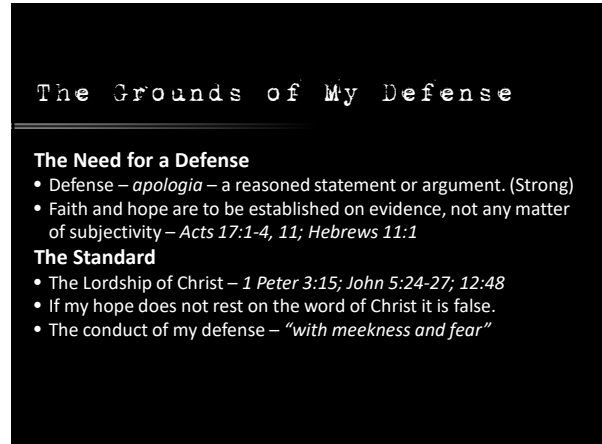 The Grounds of My Defense
The Need for a Defense
• Defense – apologia – a reasoned statement or argument. (Strong)
• Faith and hope are to be established on evidence, not any matter
of subjectivity – Acts 17:1-4, 11; Hebrews 11:1
The Standard
• The Lordship of Christ – 1 Peter 3:15; John 5:24-27; 12:48
• If my hope does not rest on the word of Christ it is false.
• The conduct of my defense – “with meekness and fear”